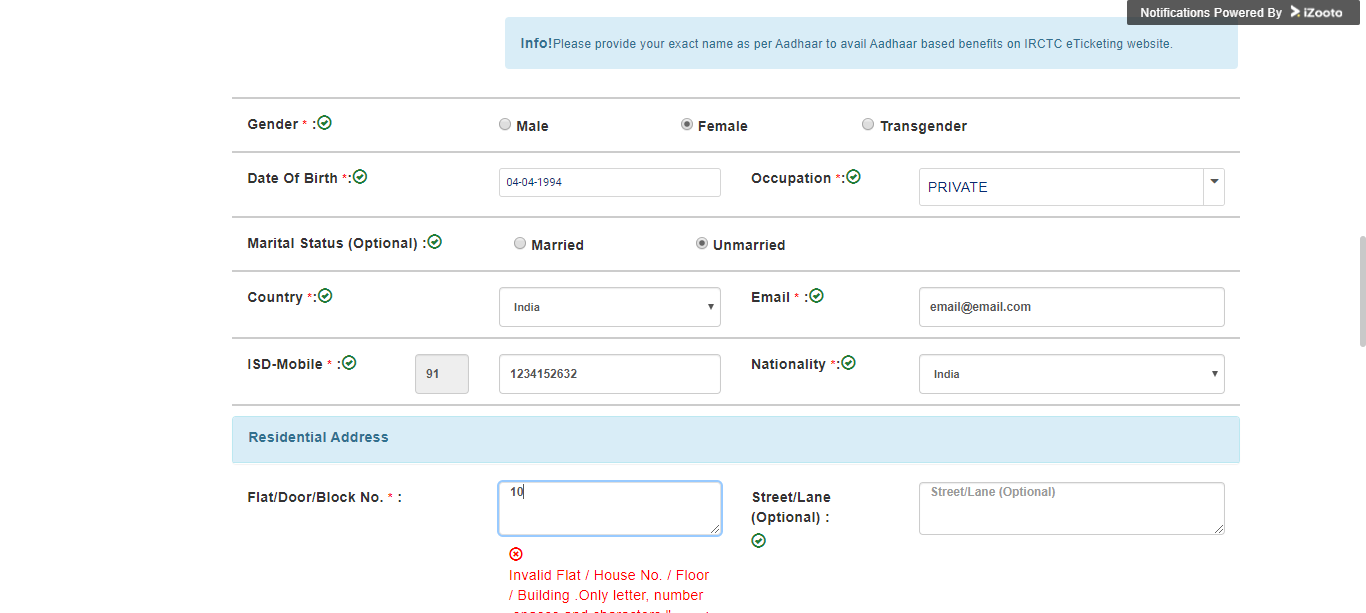 Notifications Powered By iZooto
Info!Please provide your exact name as per Aadhaar to avail Aadhaar based benefits on IRCTC eTicketing website.
Gender * : Male Female Transgender
Date Of Birth *: 04-04-1994 Occupation *: PRIVATE
Marital Status (Optional) : Married Unmarried
Country *: India Email * : email@email.com
ISD-Mobile * : 91 1234152632 Nationality *: India
Residential Address
Flat/Door/Block No. * : 10 Street/Lane (Optional)
Street/Lane
(Optional) :
Invalid Flat / House No. / Floor
/ Building .Only letter, number
spaces and characters